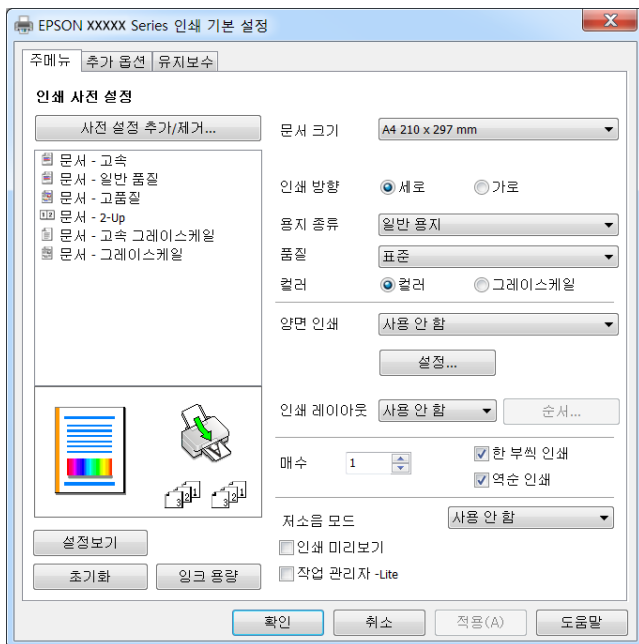 EPSON XXXXX Series 인쇄 기본 설정
주메뉴 추가 옵션 유지보수
인쇄 사전 설정
사전 설정 추가/제거...
문서 - 고속
문서 - 일반 품질
문서 - 고품질
1 2 문서 - 2-Up
문서 - 고속 그레이스케일
문서 - 그레이스케일
문서 크기 A4 210 x 297 mm
인쇄 방향 세로 가로
용지 종류 일반 용지
품질 표준
컬러 컬러 그레이스케일
양면 인쇄 사용 안 함
설정...
인쇄 레이아웃 사용 안 함 순서...
매수 1 한 부씩 인쇄
역순 인쇄
3 2 1 3 2 1
저소음 모드 사용 안 함
설정보기
인쇄 미리보기
초기화 잉크 용량
작업 관리자 -Lite
확인 취소 적용(A) 도움말